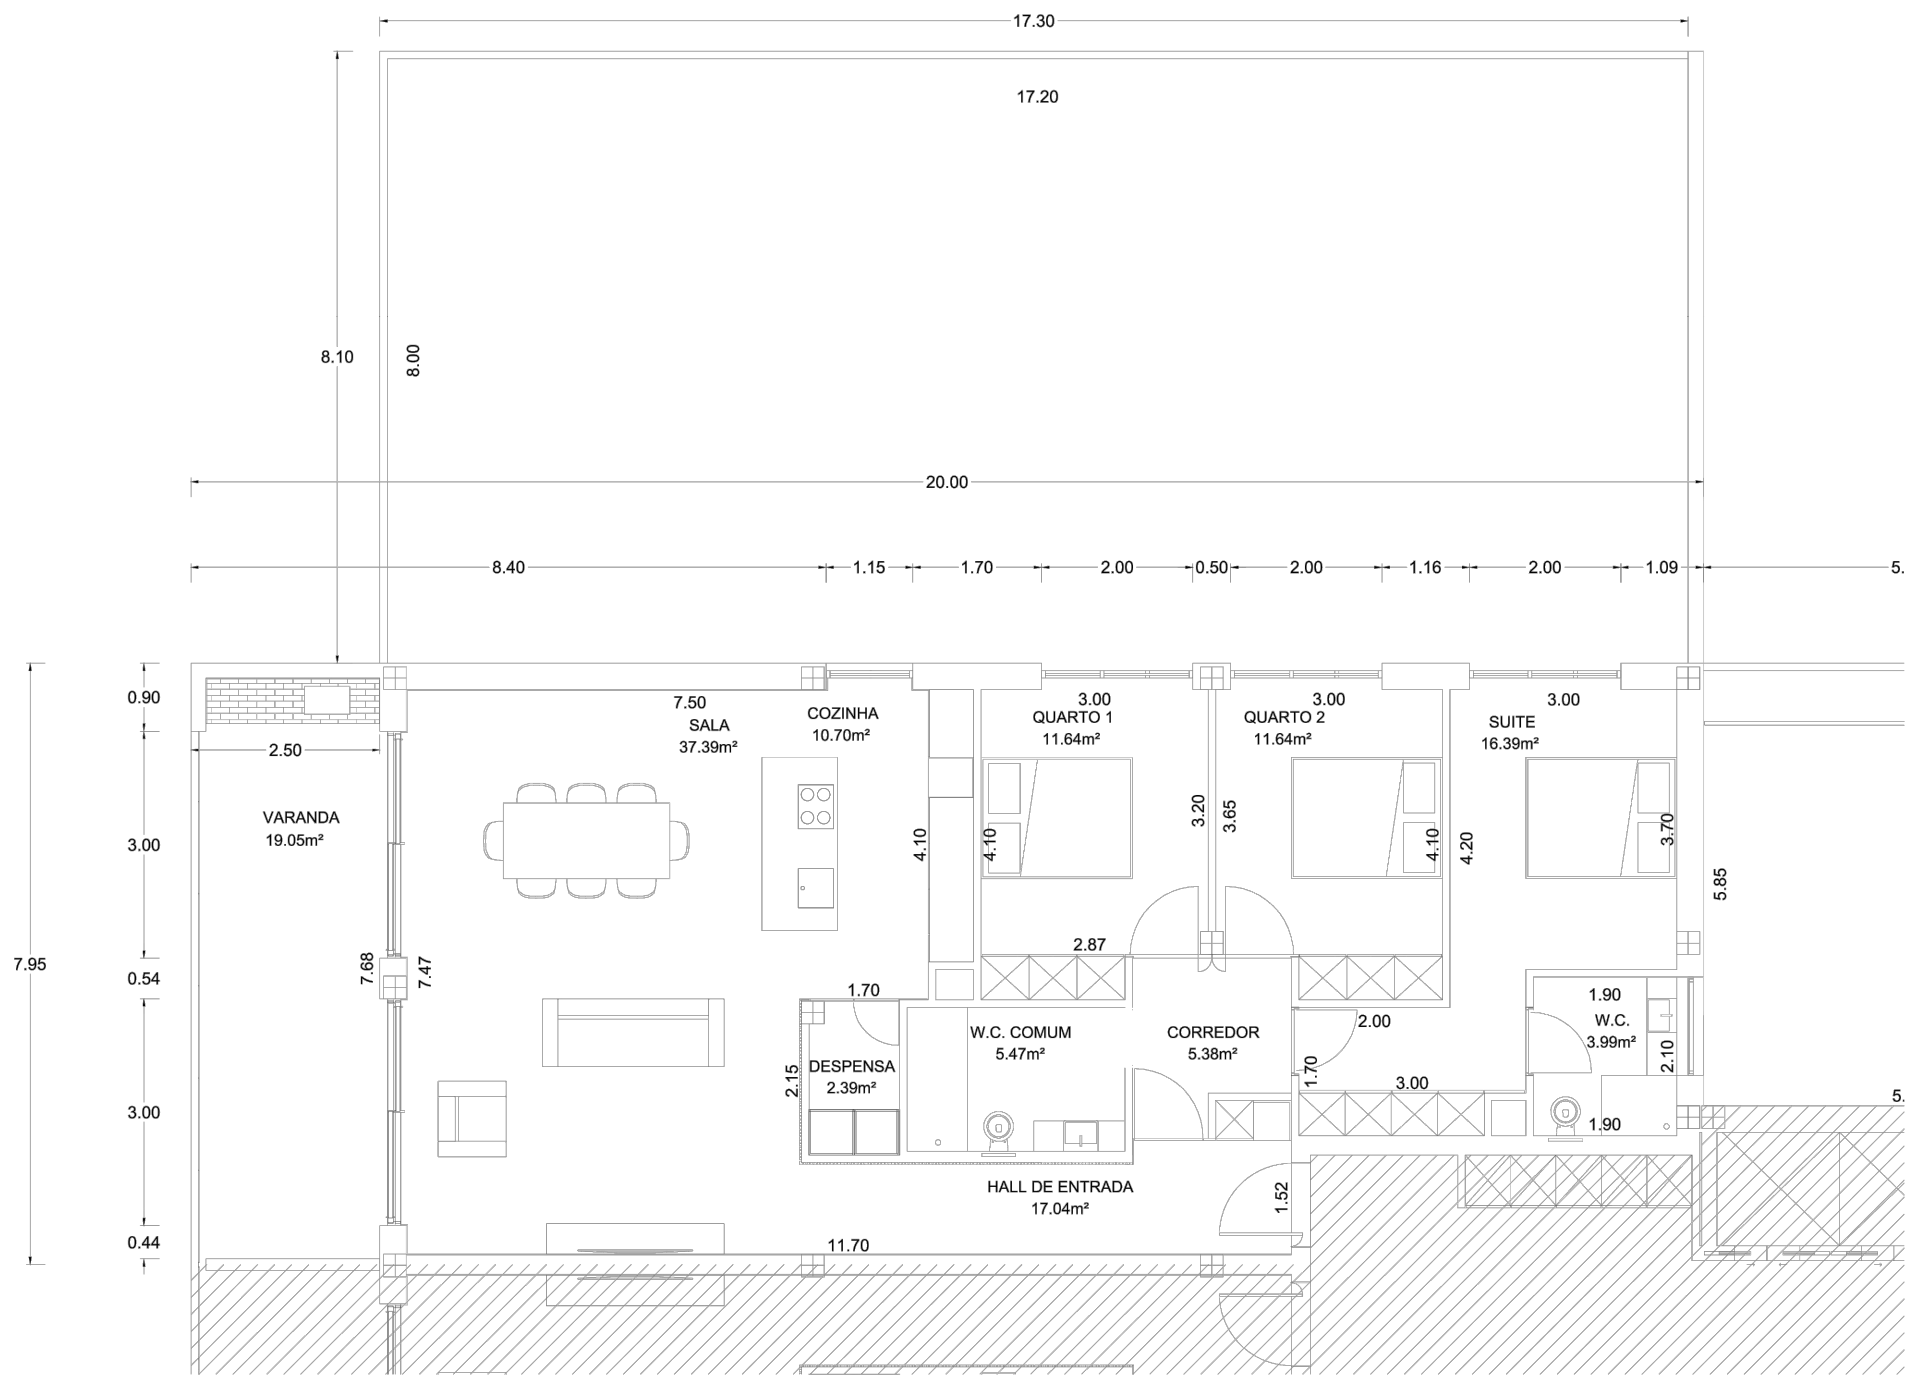 17.30
17.20
8.10
8.00
20.00
8.40
1.15
1.70
2.00
0.50
2.00
1.16
2.00
1.09
5.
0.90
7.50
SALA
37.39m²
COZINHA
10.70m²
3.00
QUARTO 1
11.64m²
3.00
QUARTO 2
11.64m²
3.00
SUITE
16.39m²
2.50
VARANDA
19.05m²
3.00
4.10
4.10
3.20
3.65
4.10
4.20
3.70
5.85
7.95
0.54
7.68
7.47
2.87
1.70
1.90
W.C.
3.99m²
2.10
1.90
W.C. COMUM
5.47m²
CORREDOR
5.38m²
2.00
1.70
3.00
DESPENSA
2.39m²
2.15
3.00
5.
HALL DE ENTRADA
17.04m²
1.52
0.44
11.70